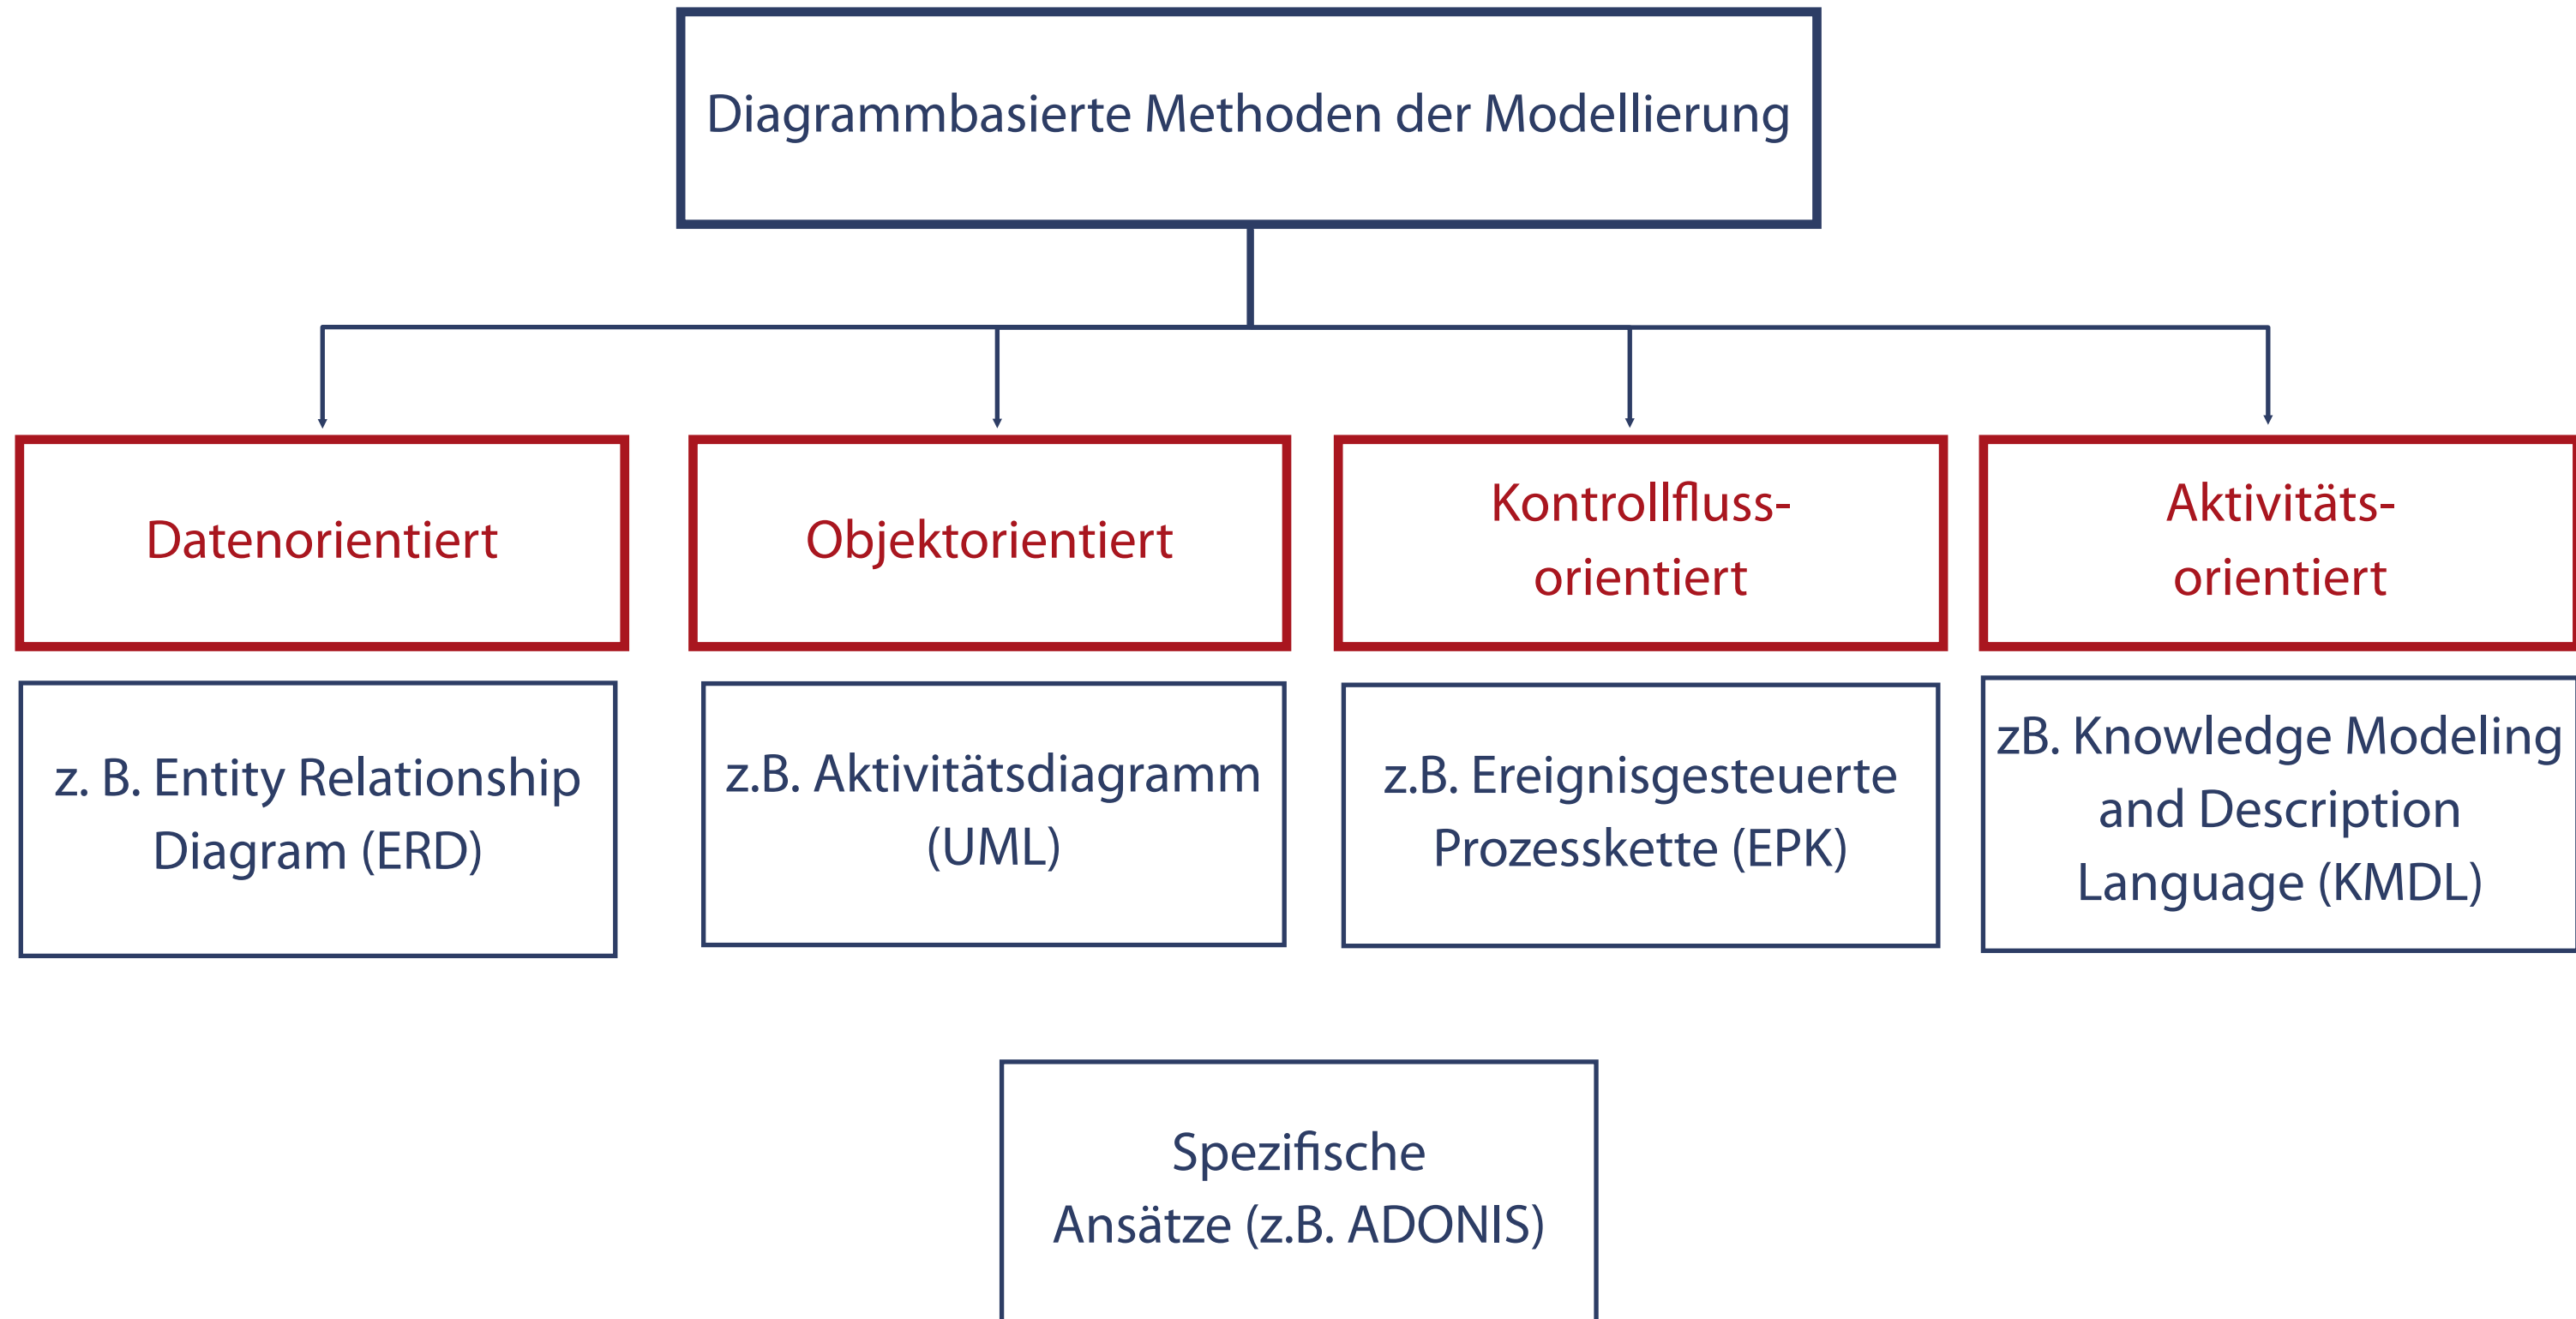 Diagrammbasierte Methoden der Modellierung
Datenorientiert
Objektorientiert
Kontrollfluss-
orientiert
Aktivitäts-
orientiert
z. B. Entity Relationship
Diagram (ERD)
z.B. Aktivitätsdiagramm
(UML)
z.B. Ereignisgesteuerte
Prozesskette (EPK)
zB. Knowledge Modeling
and Description
Language (KMDL)
Spezifische
Ansätze (z.B. ADONIS)